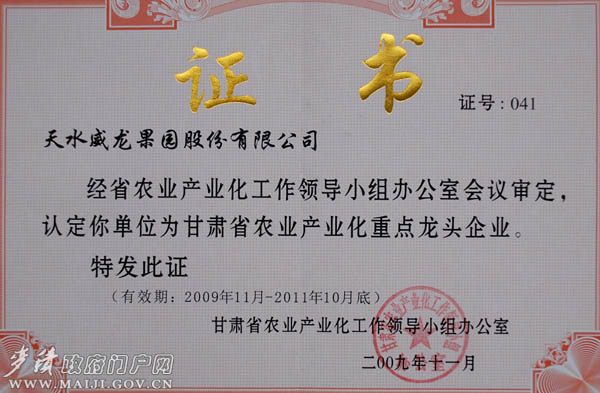 证 书
证号:041
天水威龙果园股份有限公司
经省农业产业化工作领导小组办公室会议审定,
认定你单位为甘肃省农业产业化重点龙头企业。
特发此证
(有效期:2009年11月-2011年10月底)
甘肃省农业产业化工作领导小组办公室
二00九年十一月
政府门户网
WWW.MAIJI.GOV.CN